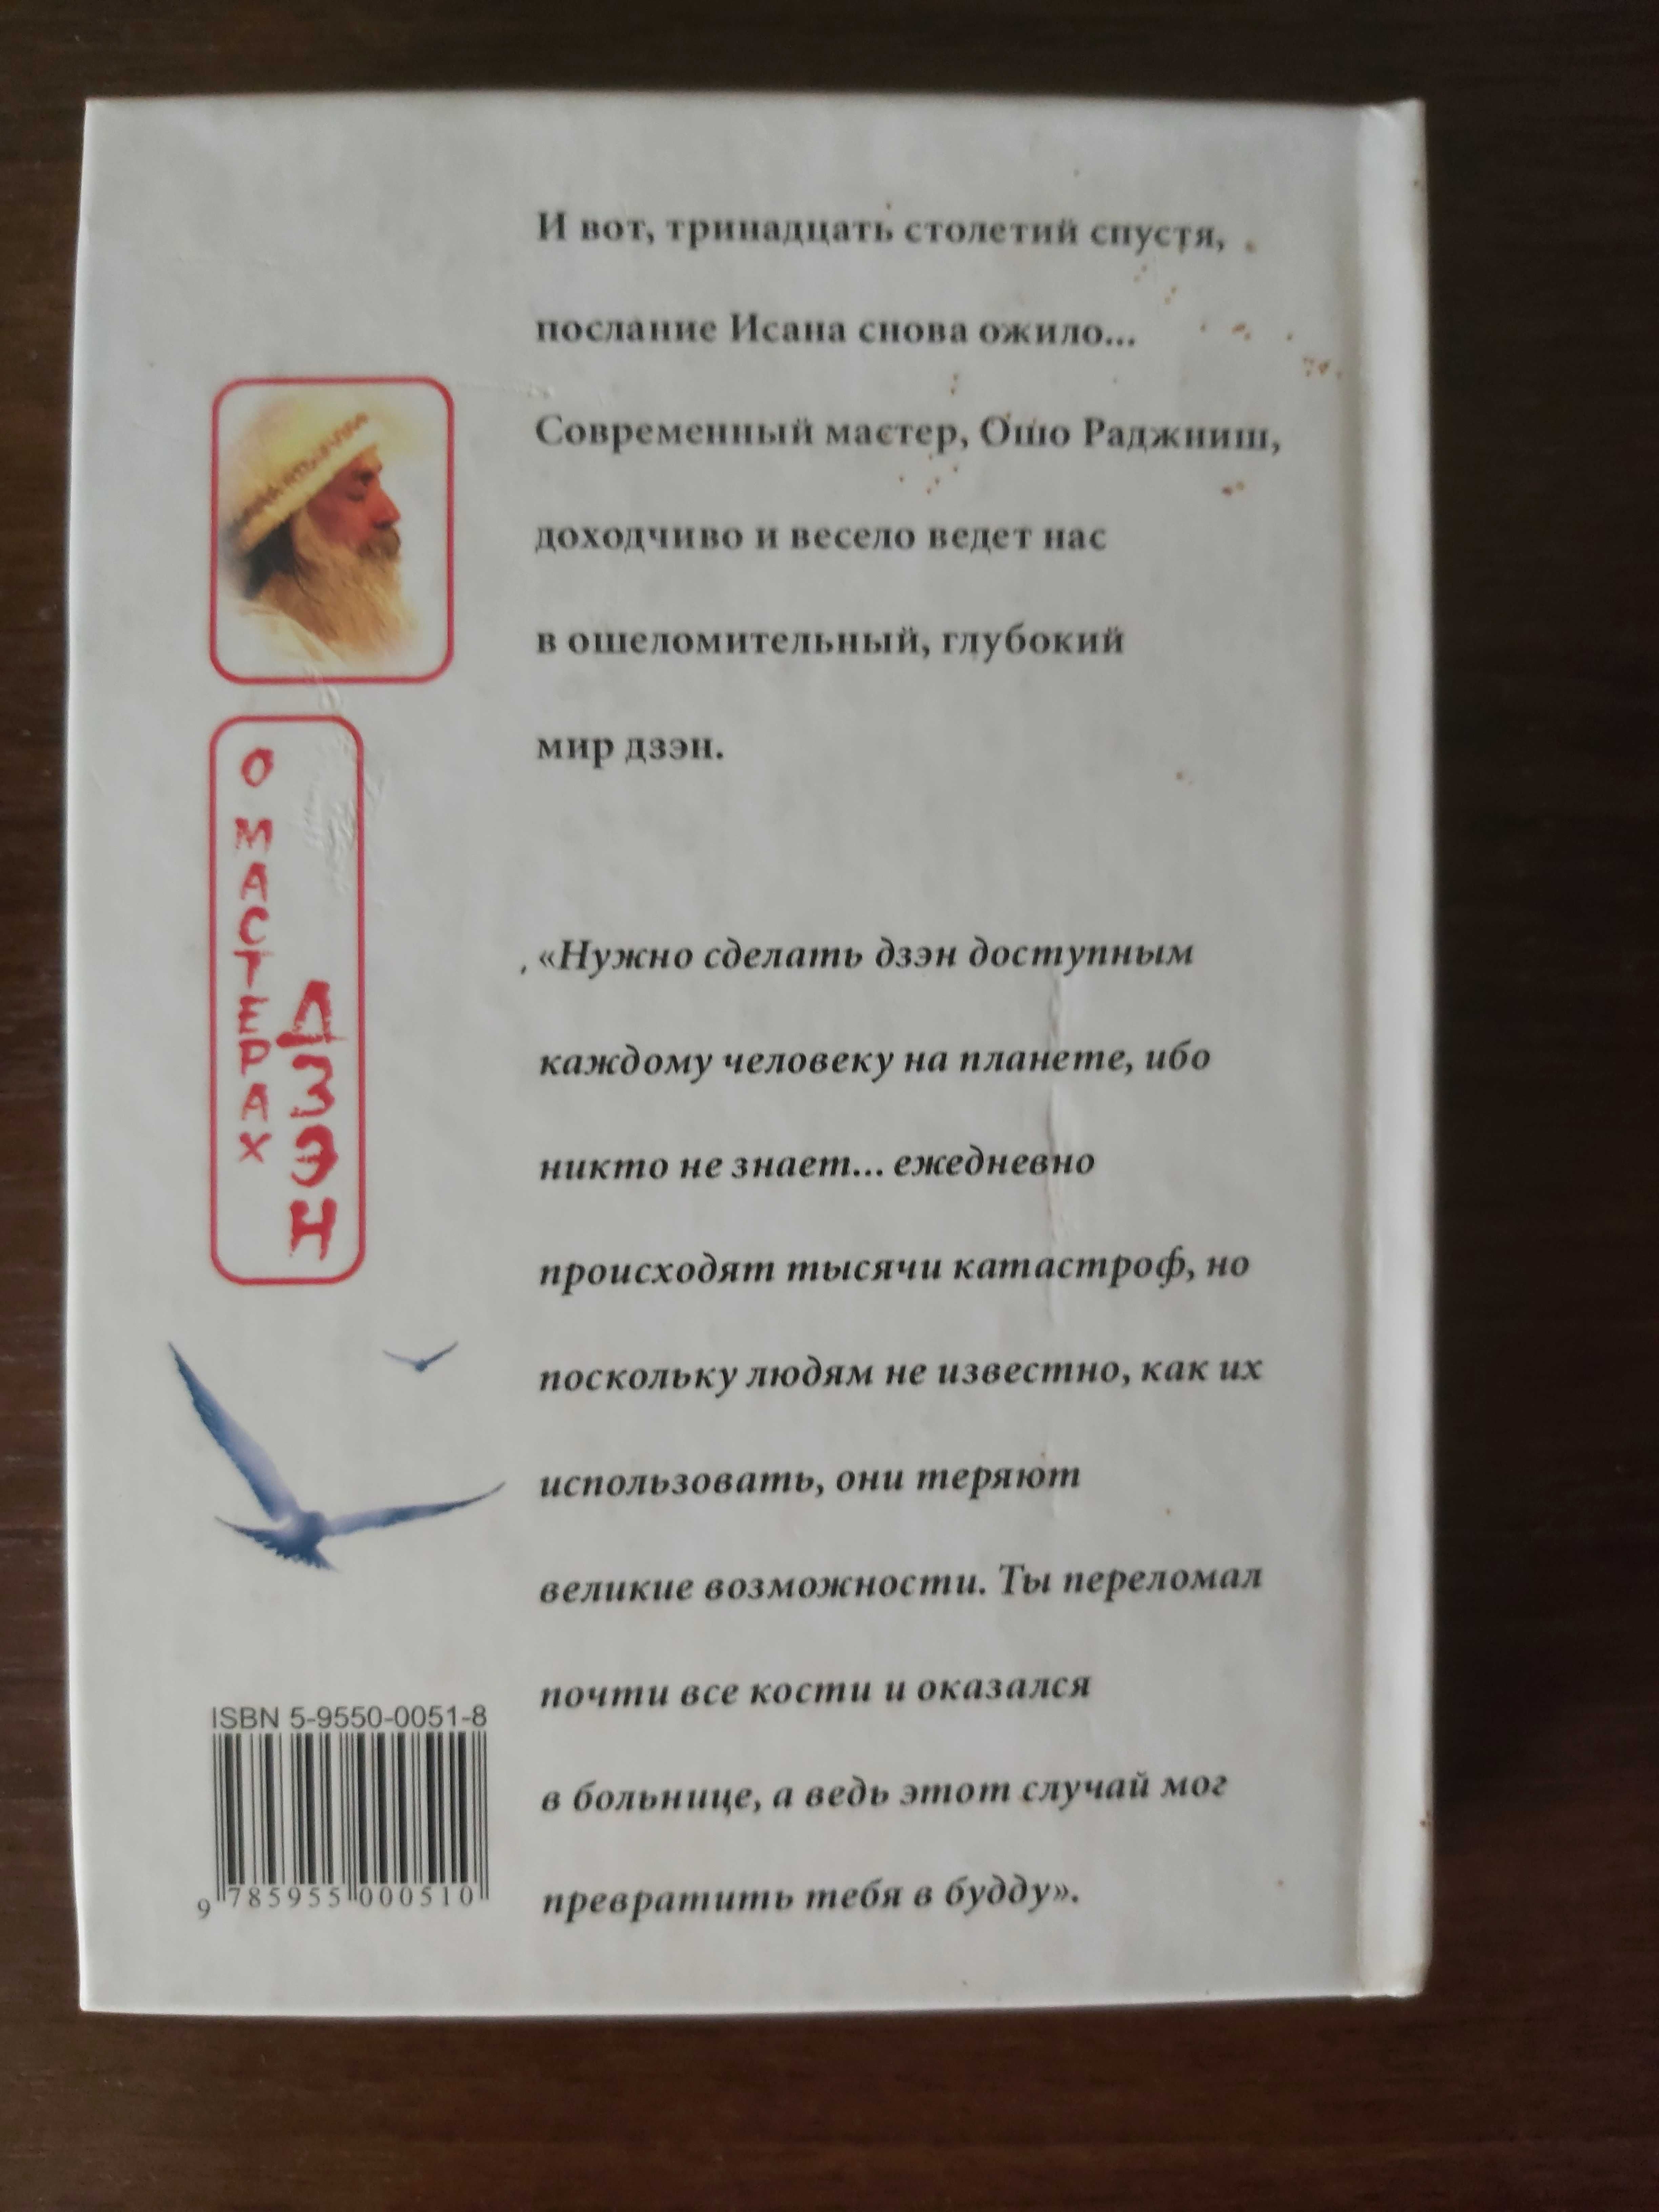 И вот, тринадцать столетий спустя,
послание Исана снова ожило...
Современный мастер, Ошо Раджниш,
доходчиво и весело ведет нас
в ошеломительный, глубокий
мир дзэн.
О МАСТЕРАХ
ДЗЭН
«Нужно сделать дзэн доступным
каждому человеку на планете, ибо
никто не знает... ежедневно
происходят тысячи катастроф, но
поскольку людям не известно, как их
использовать, они теряют
великие возможности. Ты переломал
почти все кости и оказался
в больнице, а ведь этот случай мог
превратить тебя в будду».
ISBN 5-9550-0051-8
9 785955 000510